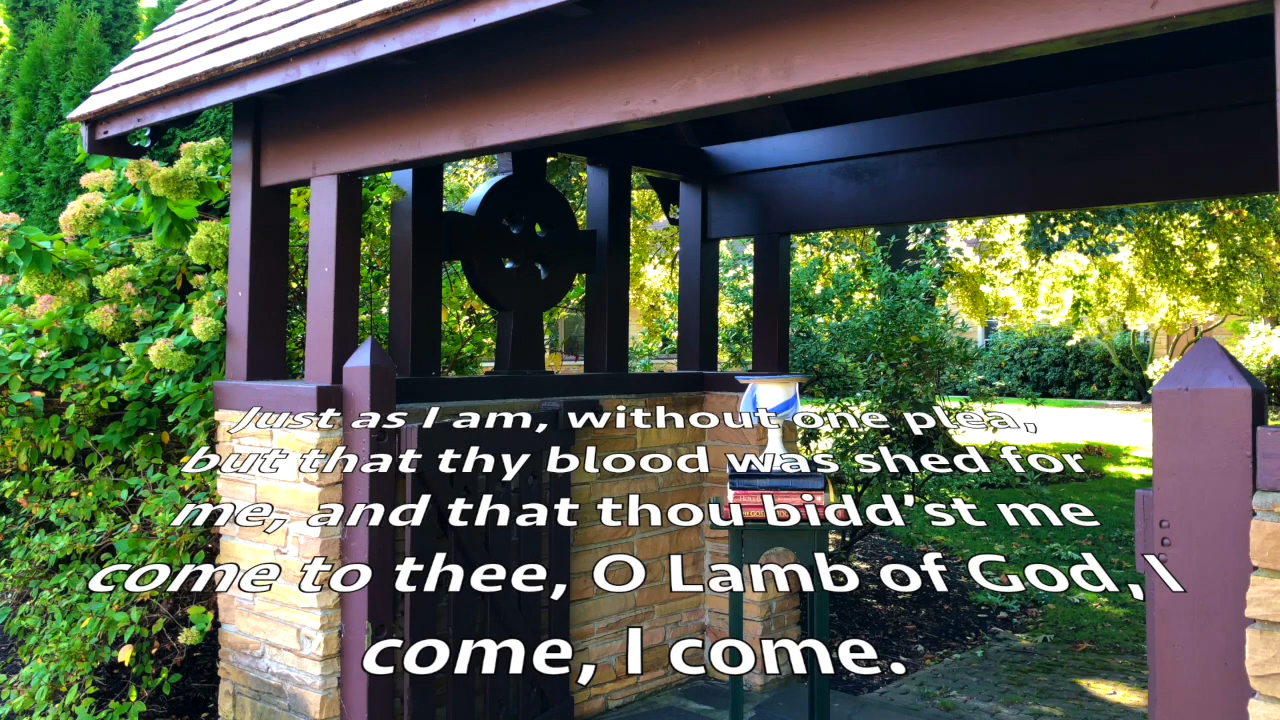 Just as I am, without one plea,
but that thy blood was shed for
me, and that thou bidd’st me
come to thee, O Lamb of God, I
come, I come.